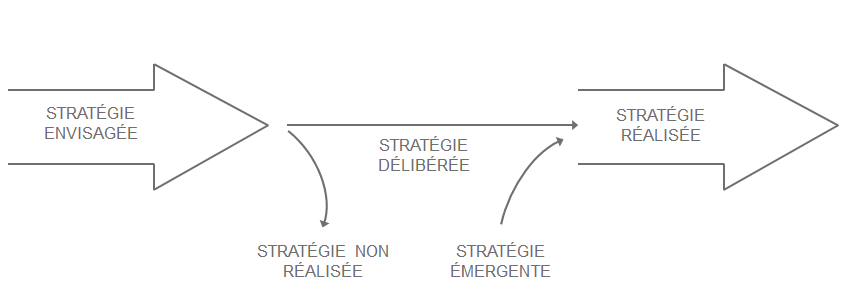 STRATÉGIE
ENVISAGÉE
STRATÉGIE
DÉLIBÉRÉE
STRATÉGIE
RÉALISÉE
STRATÉGIE NON
RÉALISÉE
STRATÉGIE
ÉMERGENTE